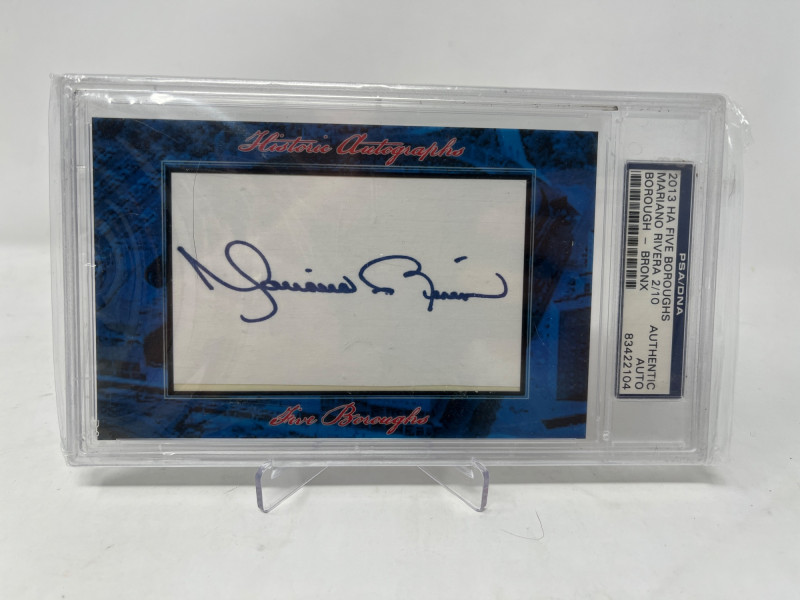 Historic Autographs
Mariano Rivera
Five Boroughs
PSA/DNA
2013 HA FIVE BOROUGHS
MARIANO RIVERA 2/10
BOROUGH - BRONX
AUTHENTIC
AUTO
83422104